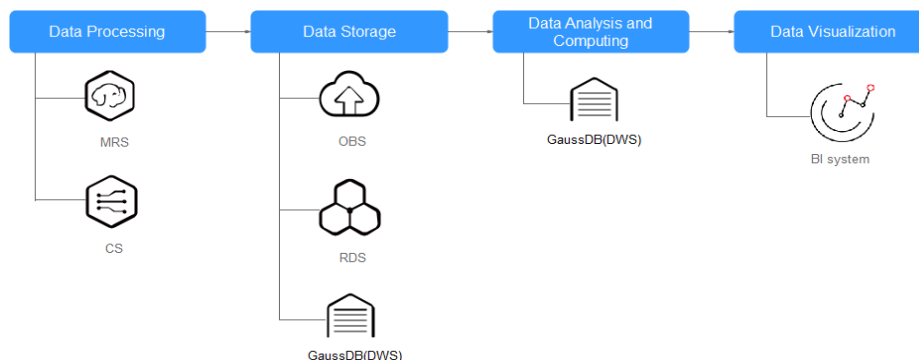 Data Processing
Data Storage
Data Analysis and
Computing
Data Visualization
MRS
CS
OBS
RDS
GaussDB(DWS)
GaussDB(DWS)
BI system